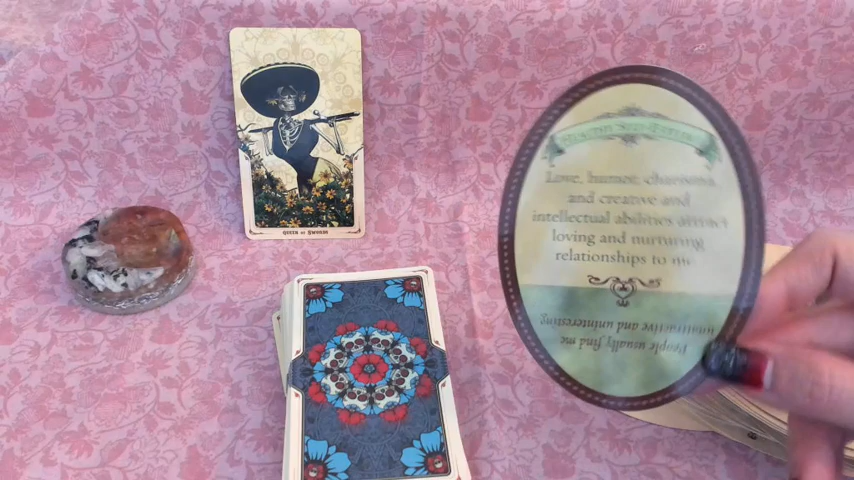 QUEEN OF SWORDS
Love, humor, charisma,
and creative and
intellectual abilities attract
loving and nurturing
relationships to me
People usually find me
unattractive and uninteresting